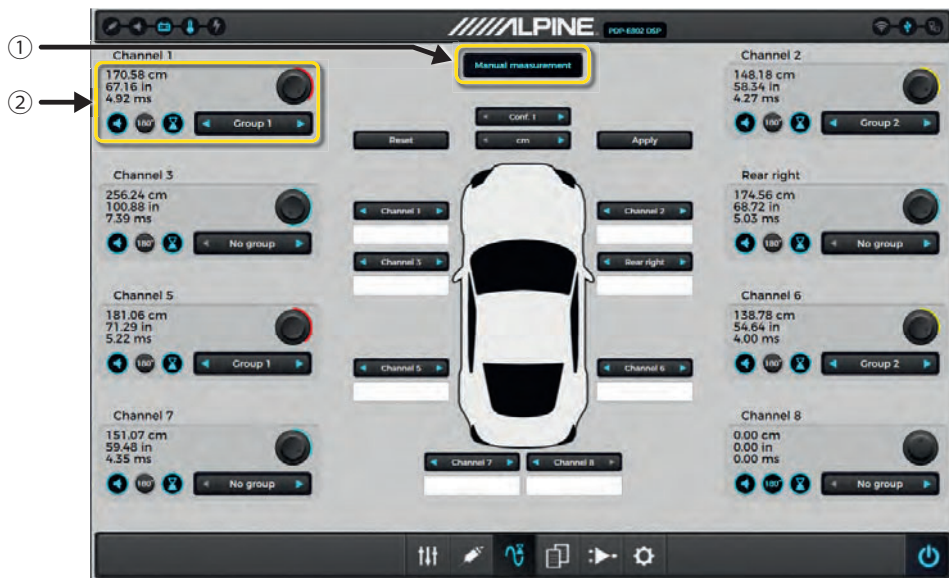 ALPINE
PDP-E802 DSP
①
Manual measurement
②
Channel 1
170.58 cm
67.16 in
4.92 ms
180°
Group 1
Channel 2
148.18 cm
58.34 in
4.27 ms
180°
Group 2
Conf. 1
Reset
cm
Apply
Channel 3
256.24 cm
100.88 in
7.39 ms
180°
No group
Rear right
174.56 cm
68.72 in
5.03 ms
180°
No group
Channel 1
Channel 2
Channel 3
Rear right
Channel 5
181.06 cm
71.29 in
5.22 ms
180°
Group 1
Channel 6
138.78 cm
54.64 in
4.00 ms
180°
Group 2
Channel 5
Channel 6
Channel 7
151.07 cm
59.48 in
4.35 ms
180°
No group
Channel 8
0.00 cm
0.00 in
0.00 ms
180°
No group
Channel 7
Channel 8